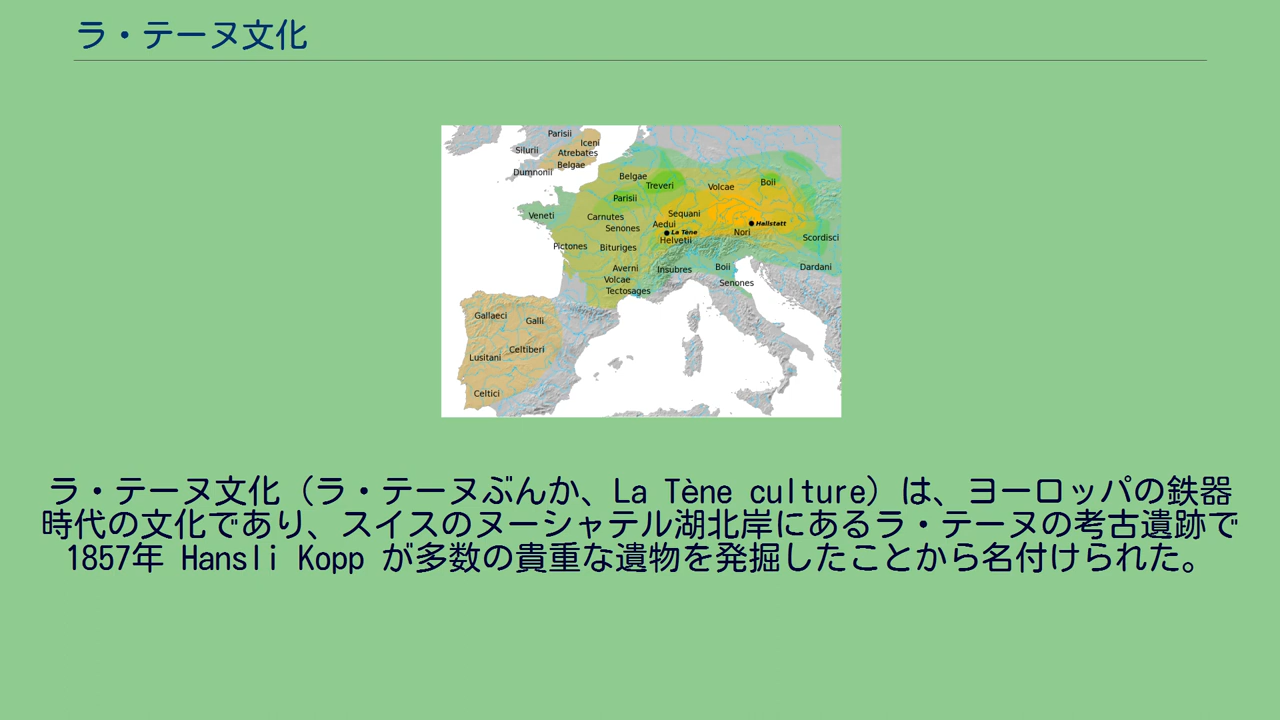 ラ・テーヌ文化
Parisii
Iceni
Silurii
Atrebates
Belgae
Dumnonii
Belgae
Treveri
Volcae
Boii
Parisii
Veneti
Carnutes
Sequani
Senones
Aedui
La Tène
Hallstatt
Nori
Helvetii
Scordisci
Pictones
Bituriges
Averni
Insubres
Boii
Dardani
Volcae
Tectosages
Senones
Gallaeci
Galli
Celtiberi
Lusitani
Celtici
ラ・テーヌ文化（ラ・テーヌぶんか、La Tène culture）は、ヨーロッパの鉄器
時代の文化であり、スイスのヌーシャテル湖北岸にあるラ・テーヌの考古遺跡で
1857年 Hansli Kopp が多数の貴重な遺物を発掘したことから名付けられた。